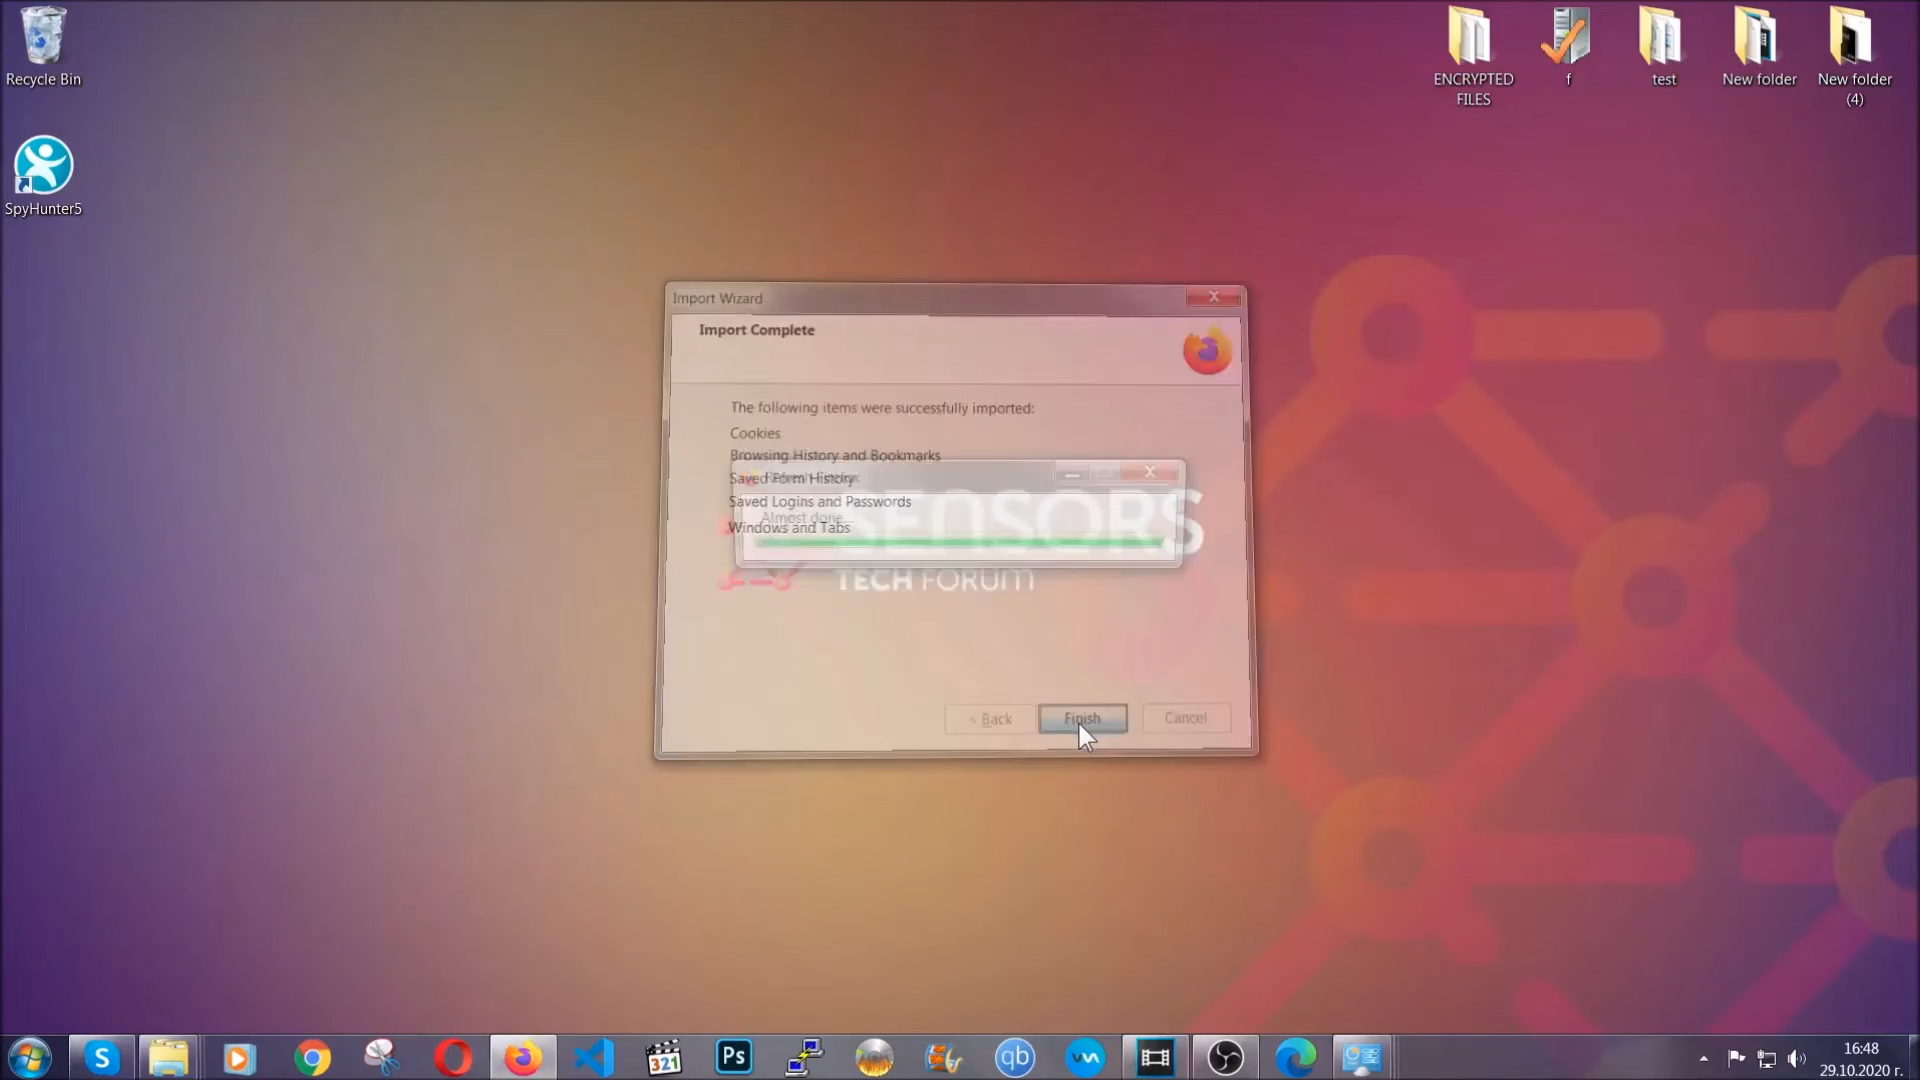 Recycle Bin
SpyHunter5
ENCRYPTED
FILES
f
test
New folder
New folder
(4)
Import Wizard
Import Complete
The following items were successfully imported:
Cookies
Browsing History and Bookmarks
Saved Form History
Saved Logins and Passwords
Almost done...
Windows and Tabs
SENSORS
TECH FORUM
< Back
Finish
Cancel
S
321
Ps
qb
16:48
29.10.2020 г.